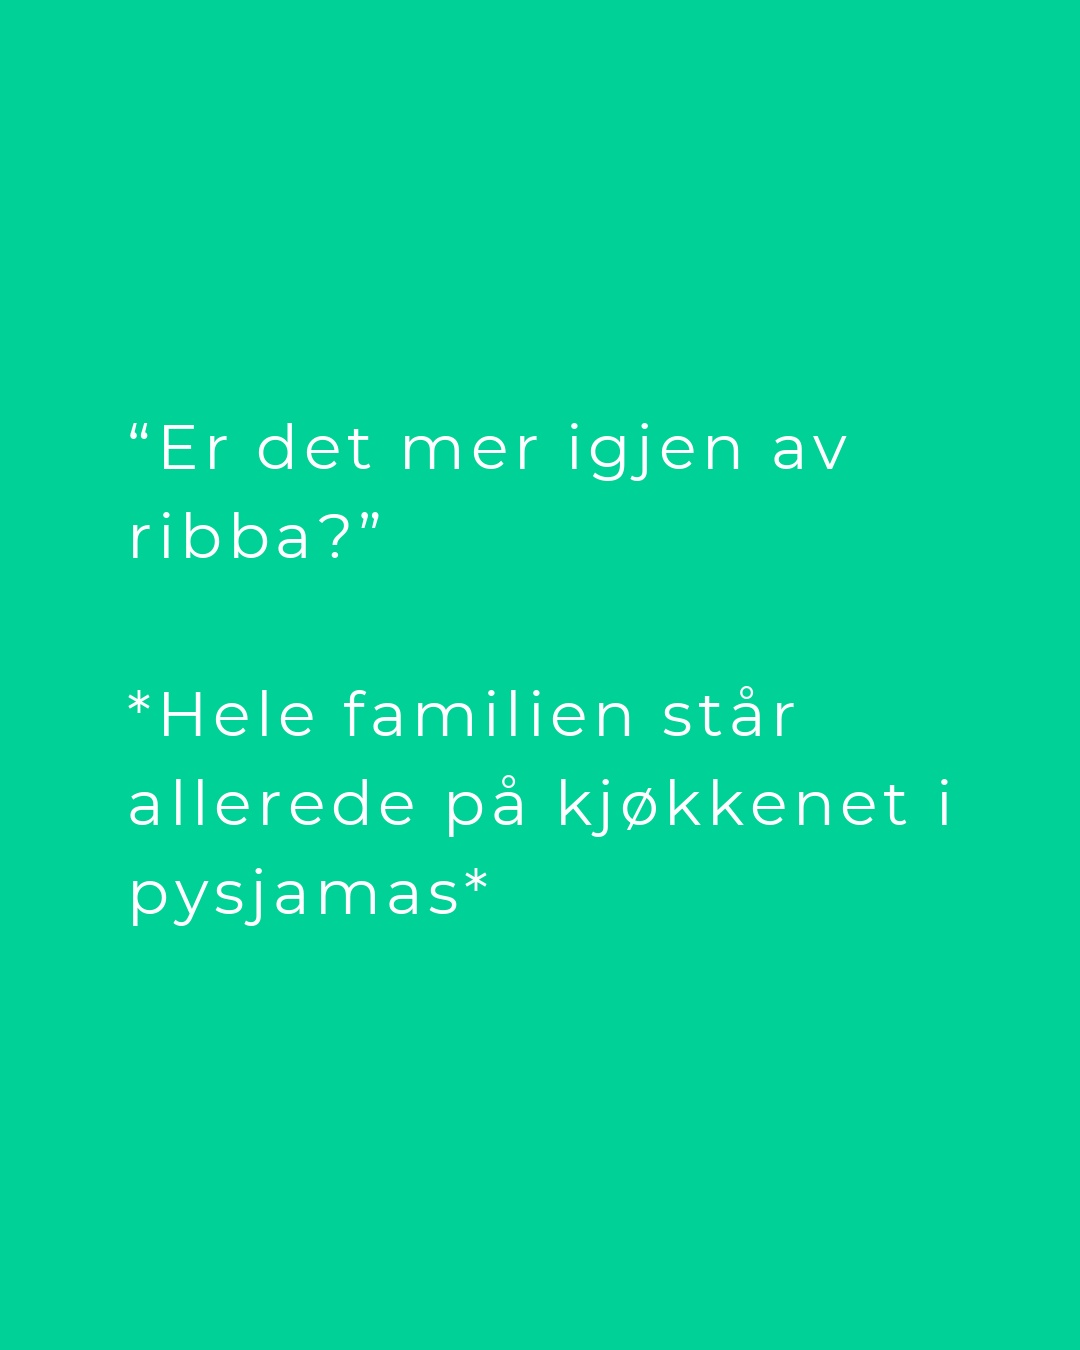 “Er det mer igjen av
ribba?”
*Hele familien står
allerede på kjøkkenet i
pysjamas*